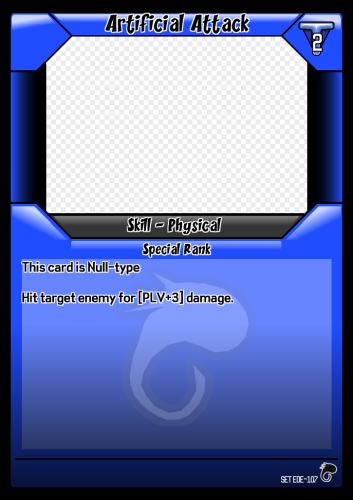 Artificial Attack
2
Skill - Physical
Special Rank
This card is Null-type
Hit target enemy for [PLV+3] damage.
SET EDE-107